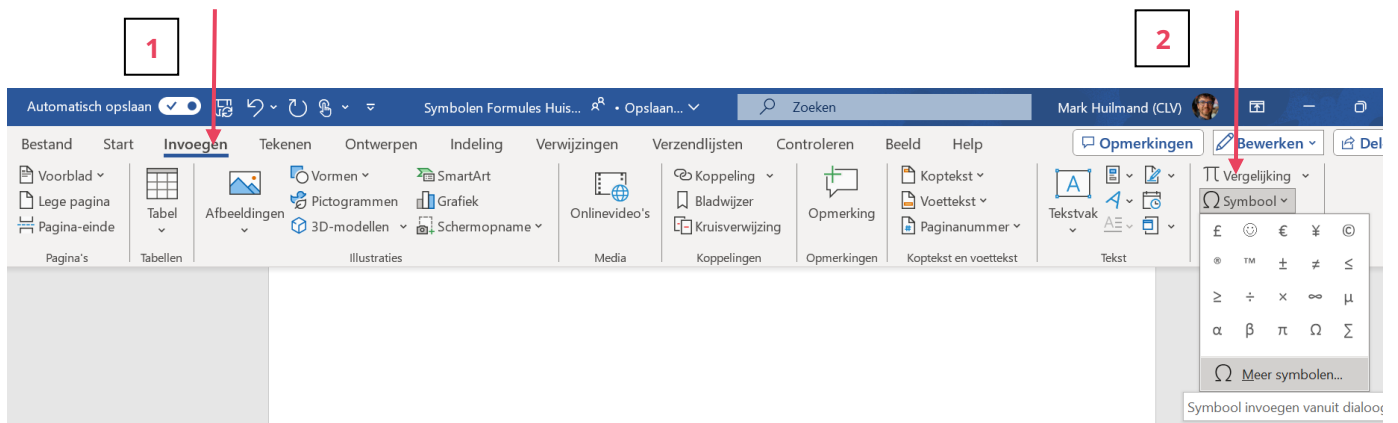 1
2
Automatisch opslaan
Symbolen Formules Huis... • Opslaan...
Zoeken
Mark Huilmand (CLV)
Bestand Start Invoegen Tekenen Ontwerpen Indeling Verwijzingen Verzendlijsten Controleren Beeld Help
Opmerkingen
Bewerken
Del
Voorblad
Lege pagina
Pagina-einde
Pagina's
Tabel
Tabellen
Afbeeldingen
Vormen
Pictogrammen
3D-modellen
SmartArt
Grafiek
Schermopname
Illustraties
Onlinevideo's
Media
Koppeling
Bladwijzer
Kruisverwijzing
Koppelingen
Opmerking
Opmerkingen
Koptekst
Voettekst
Paginanummer
Koptekst en voettekst
Tekstvak
Tekst
π Vergelijking
Ω Symbool
£ ☺ € ¥ ©
® ™ ± ≠ ≤
≥ ÷ × ∞ µ
α β π Ω ∑
Ω Meer symbolen...
Symbool invoegen vanuit dialoog